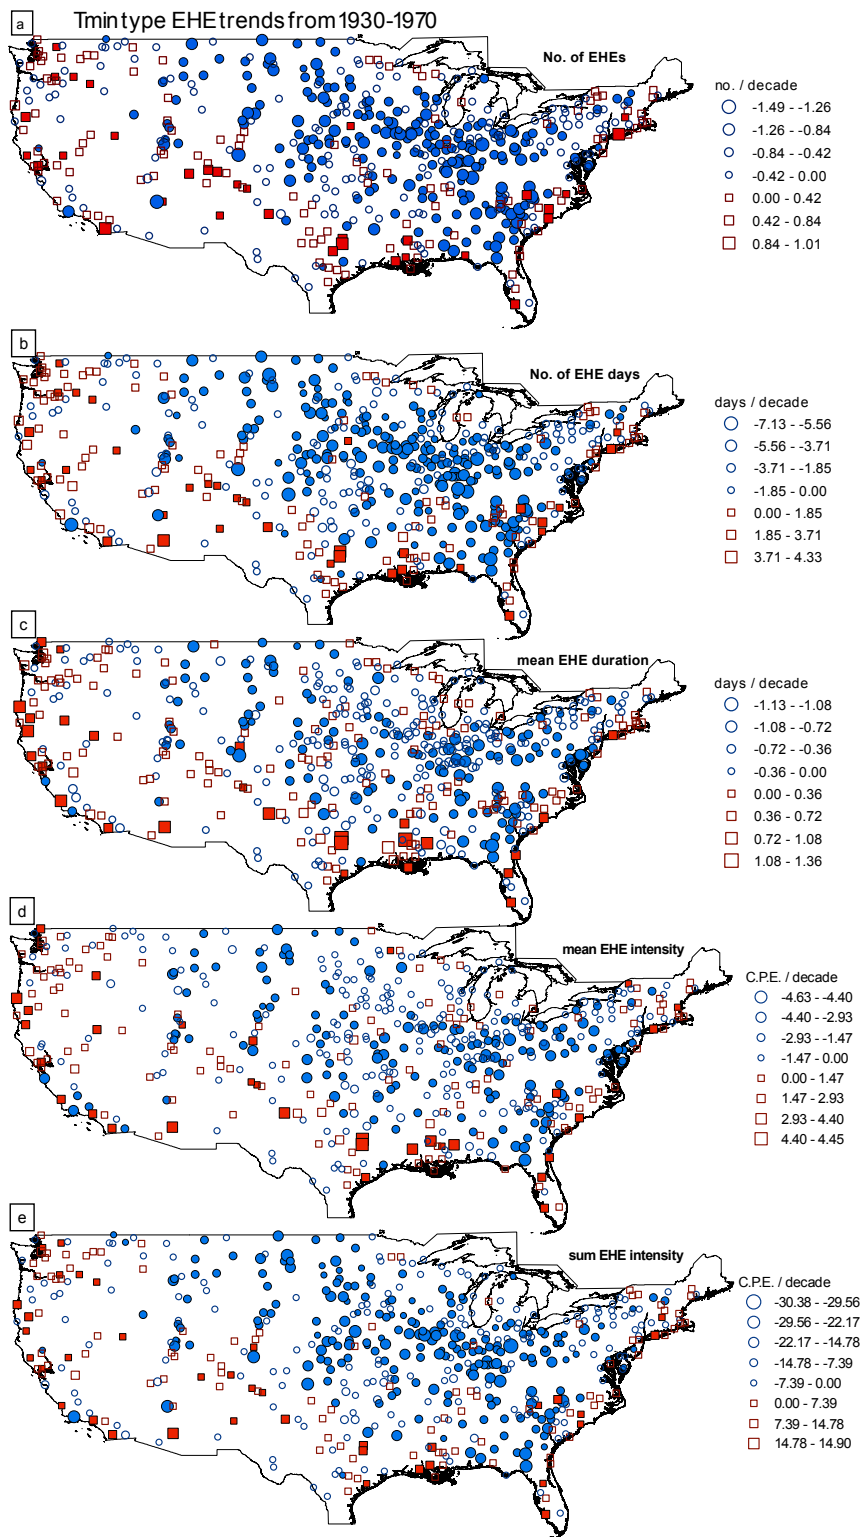 a
Tmin type EHE trends from 1930-1970
No. of EHEs
no. / decade
-1.49 - -1.26
-1.26 - -0.84
-0.84 - -0.42
-0.42 - 0.00
0.00 - 0.42
0.42 - 0.84
0.84 - 1.01
b
No. of EHE days
days / decade
-7.13 - -5.56
-5.56 - -3.71
-3.71 - -1.85
-1.85 - 0.00
0.00 - 1.85
1.85 - 3.71
3.71 - 4.33
c
mean EHE duration
days / decade
-1.13 - -1.08
-1.08 - -0.72
-0.72 - -0.36
-0.36 - 0.00
0.00 - 0.36
0.36 - 0.72
0.72 - 1.08
1.08 - 1.36
d
mean EHE intensity
C.P.E. / decade
-4.63 - -4.40
-4.40 - -2.93
-2.93 - -1.47
-1.47 - 0.00
0.00 - 1.47
1.47 - 2.93
2.93 - 4.40
4.40 - 4.45
e
sum EHE intensity
C.P.E. / decade
-30.38 - -29.56
-29.56 - -22.17
-22.17 - -14.78
-14.78 - -7.39
-7.39 - 0.00
0.00 - 7.39
7.39 - 14.78
14.78 - 14.90